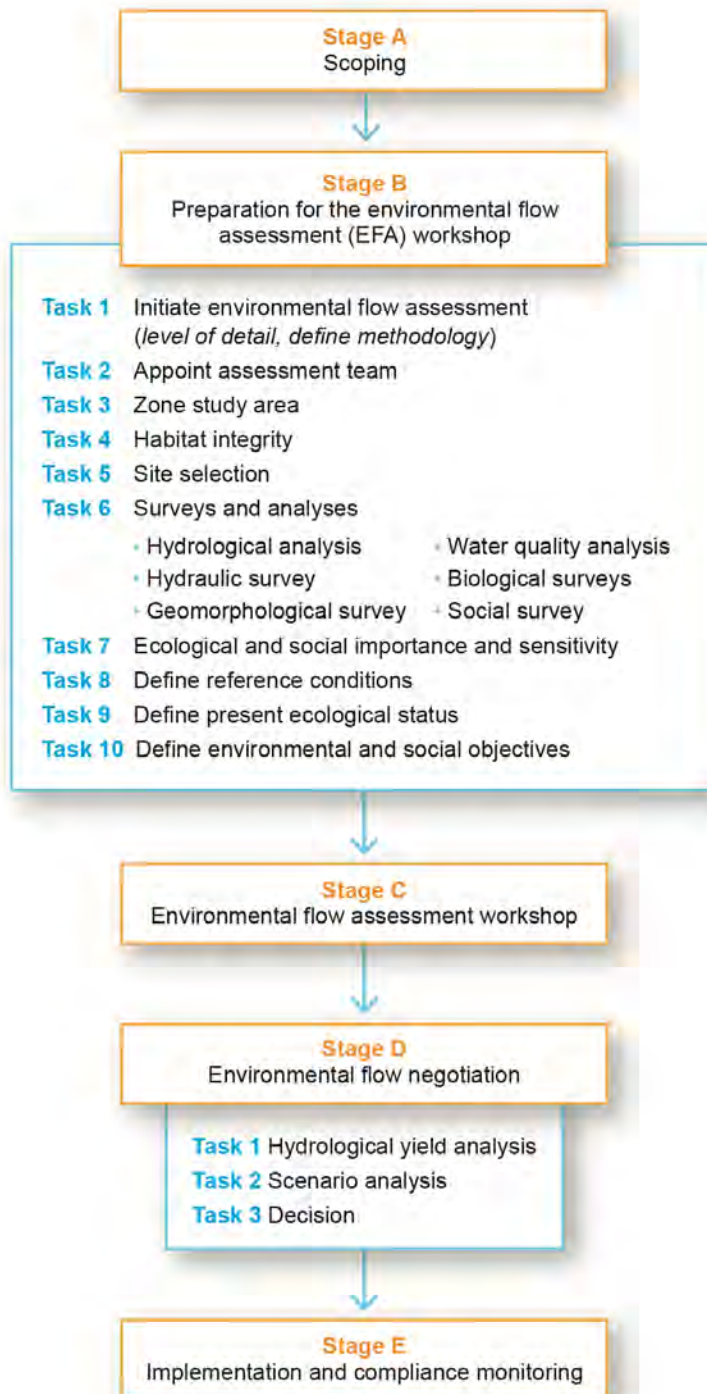 Stage A
Scoping
Stage B
Preparation for the environmental flow
assessment (EFA) workshop
Task 1 Initiate environmental flow assessment
(level of detail, define methodology)
Task 2 Appoint assessment team
Task 3 Zone study area
Task 4 Habitat integrity
Task 5 Site selection
Task 6 Surveys and analyses
· Hydrological analysis
· Hydraulic survey
· Geomorphological survey
· Water quality analysis
· Biological surveys
· Social survey
Task 7 Ecological and social importance and sensitivity
Task 8 Define reference conditions
Task 9 Define present ecological status
Task 10 Define environmental and social objectives
Stage C
Environmental flow assessment workshop
Stage D
Environmental flow negotiation
Task 1 Hydrological yield analysis
Task 2 Scenario analysis
Task 3 Decision
Stage E
Implementation and compliance monitoring